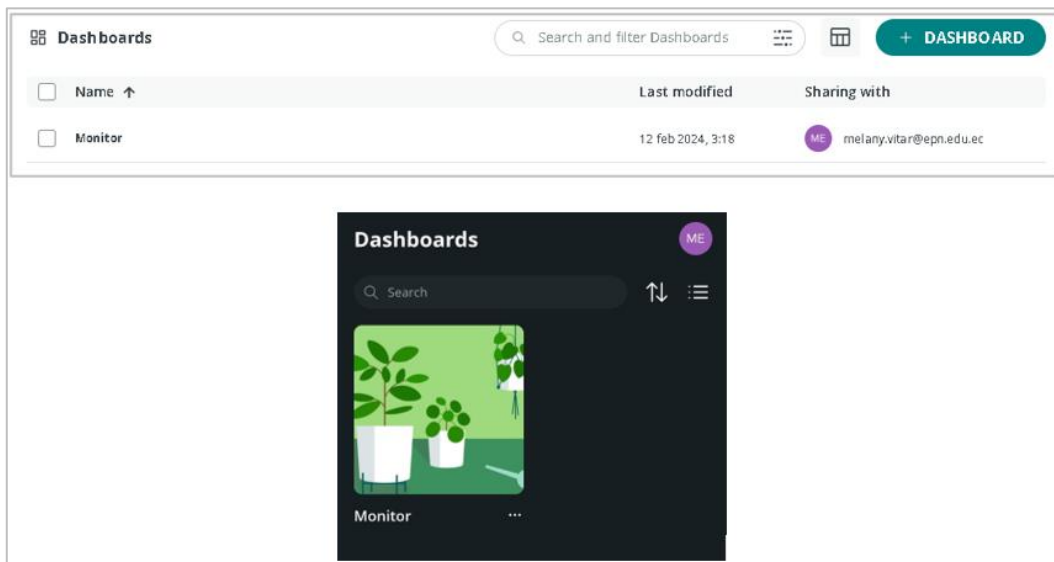 Dashboards
Search and filter Dashboards
+ DASHBOARD
Name ↑ Last modified Sharing with
Monitor 12 feb 2024, 3:18 ME melany.vitar@epn.edu.ec
Dashboards ME
Search
Monitor ...